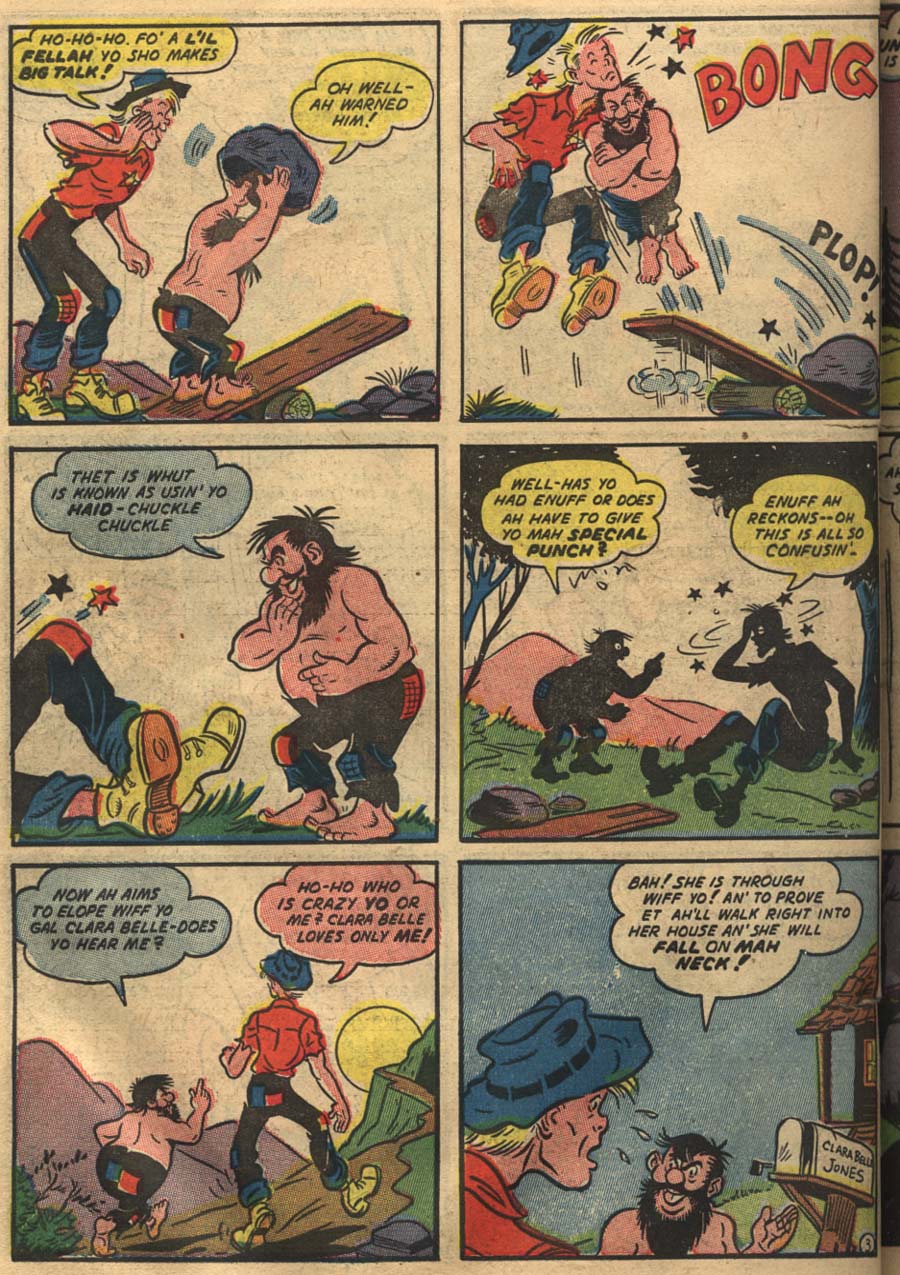 HO-HO-HO. FO' A L'IL
FELLAH YO SHO MAKES
BIG TALK!
OH WELL-
AH WARNED
HIM!
BONG
PLOP!
THET IS WHUT
IS KNOWN AS USIN' YO
HAID-CHUCKLE
CHUCKLE
WELL-HAS YO
HAD ENUFF OR DOES
AH HAVE TO GIVE
YO MAH SPECIAL
PUNCH?
ENUFF AH
RECKONS--OH
THIS IS ALL SO
CONFUSIN'--
NOW AH AIMS
TO ELOPE WIFF YO
GAL CLARA BELLE-DOES
YO HEAR ME?
HO-HO WHO
IS CRAZY YO OR
ME? CLARA BELLE
LOVES ONLY ME!
BAH! SHE IS THROUGH
WIFF YO! AN' TO PROVE
ET AH'LL WALK RIGHT INTO
HER HOUSE AN' SHE WILL
FALL ON MAH
NECK!
CLARA BELLE
JONES
3